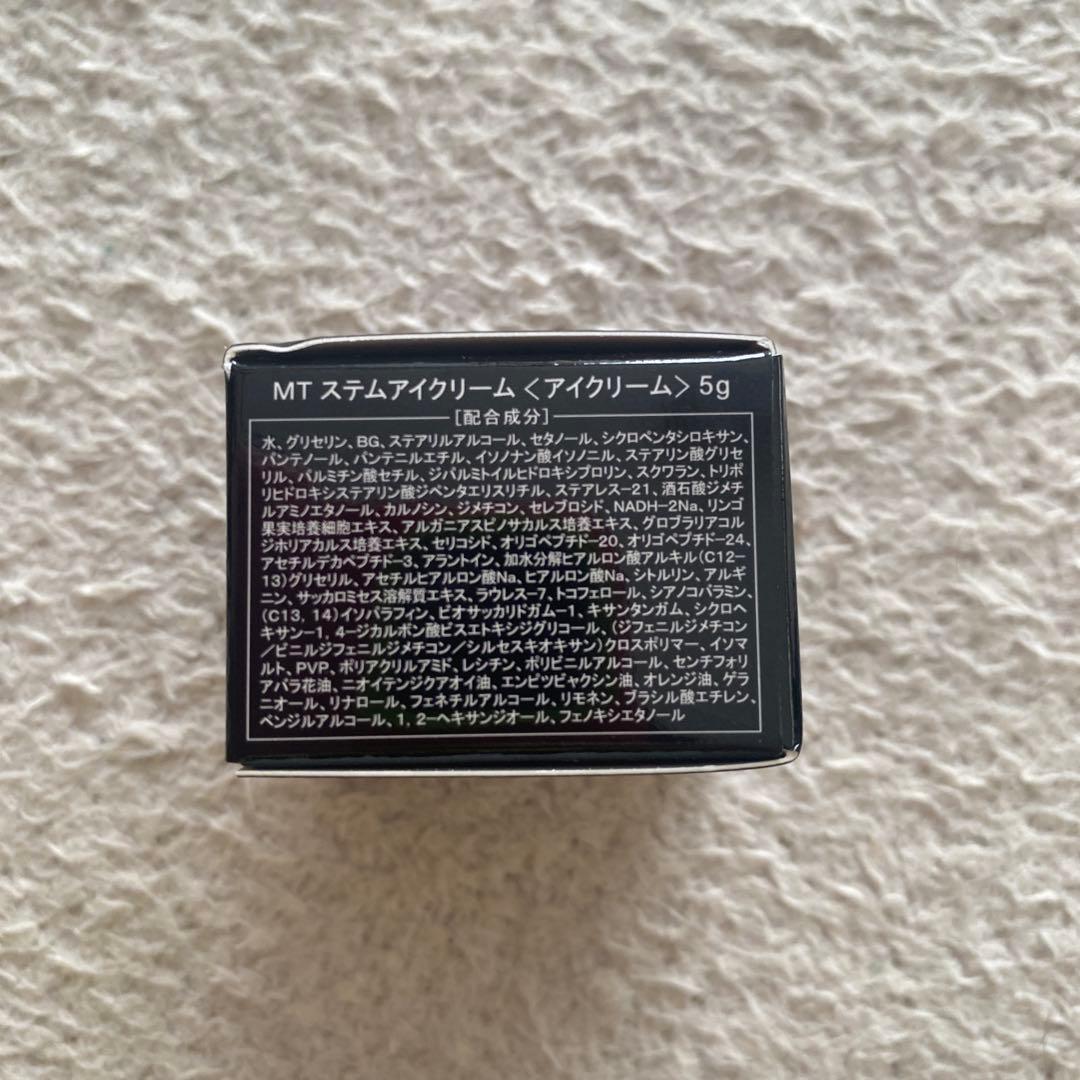 MT ステムアイクリーム〈アイクリーム〉5g
[配合成分]
水、グリセリン、BG、ステアリルアルコール、セタノール、シクロペンタシロキサン、
パンテノール、パンテニルエチル、イソノナン酸イソノニル、ステアリン酸グリセ
リル、パルミチン酸セチル、ジパルミトイルヒドロキシプロリン、スクワラン、トリポ
リヒドロキシステアリン酸ジペンタエリスリチル、ステアレス-21、酒石酸ジメチ
ルアミノエタノール、カルノシン、ジメチコン、セレブロシド、NADH-2Na、リンゴ
果実培養細胞エキス、アルガニアスピノサカルス培養エキス、グロブラリアコル
ジホリアカルス培養エキス、セリコシド、オリゴペプチド-20、オリゴペプチド-24、
アセチルデカペプチド-3、アラントイン、加水分解ヒアルロン酸アルキル(C12-
13)グリセリル、アセチルヒアルロン酸Na、ヒアルロン酸Na、シトルリン、アルギ
ニン、サッカロミセス溶解質エキス、ラウレス-7、トコフェロール、シアノコバラミン、
(C13, 14)イソパラフィン、ビオサッカリドガム-1、キサンタンガム、シクロヘ
キサン-1, 4-ジカルボン酸ビスエトキシジグリコール、(ジフェニルジメチコン
/ビニルジフェニルジメチコン/シルセスキオキサン)クロスポリマー、イソマ
ルト、PVP、ポリアクリルアミド、レシチン、ポリビニルアルコール、センチフォリ
アバラ花油、ニオイテンジクアオイ油、エンピツビャクシン油、オレンジ油、ゲラ
ニオール、リナロール、フェネチルアルコール、リモネン、ブラシル酸エチレン、
ベンジルアルコール、1, 2-ヘキサンジオール、フェノキシエタノール